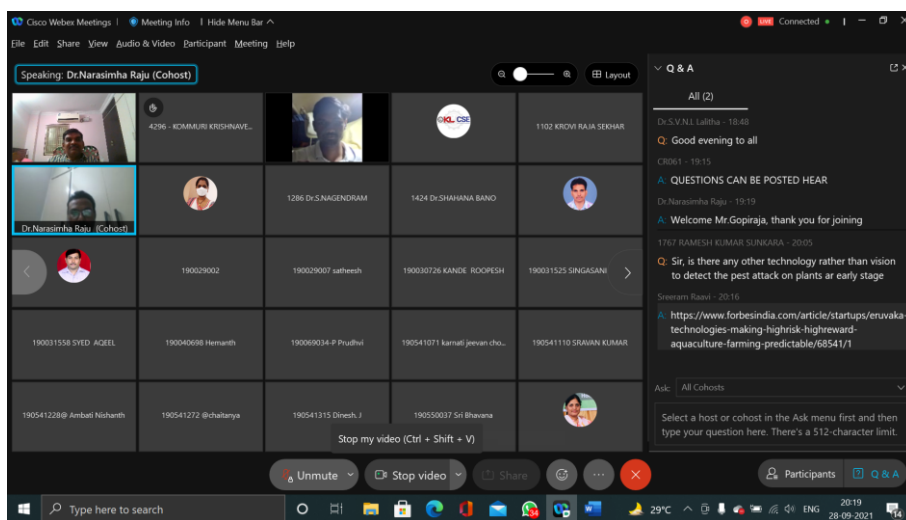 Cisco Webex Meetings | Meeting Info | Hide Menu Bar
LIVE Connected
File Edit Share View Audio & Video Participant Meeting Help
Speaking: Dr.Narasimha Raju (Cohost)
Layout
4296 - KOMMURI KRISHNAVE...
KL CSE
1102 KROVI RAJA SEKHAR
Dr.Narasimha Raju (Cohost)
1286 Dr.S.NAGENDRAM
1424 Dr.SHAHANA BANO
190029002
190029007 satheesh
190030726 KANDE ROOPESH
190031525 SINGASANI
190031558 SYED AQEEL
190040698 Hemanth
190069034-P Prudhvi
190541071 kamati jeevan cho...
190541110 SRAVAN KUMAR
190541228@ Ambati Nishanth
190541272 @chaitanya
190541315 Dinesh. J
190550037 Sri Bhavana
Stop my video (Ctrl + Shift + V)
Unmute
Stop video
Share
Q & A
All (2)
Dr.S.V.N.L Lalitha - 18:48
Q: Good evening to all
CR061 - 19:15
A: QUESTIONS CAN BE POSTED HEAR
Dr.Narasimha Raju - 19:19
A: Welcome Mr.Gopiraja, thank you for joining
1767 RAMESH KUMAR SUNKARA - 20:05
Q: Sir, is there any other technology rather than vision
to detect the pest attack on plants ar early stage
Sreeram Raavi - 20:16
A: https://www.forbesindia.com/article/startups/eruvaka-
technologies-making-highrisk-highreward-
aquaculture-farming-predictable/68541/1
Ask: All Cohosts
Select a host or cohost in the Ask menu first and then
type your question here. There's a 512-character limit.
Participants
Q & A
Type here to search
29°C
ENG
20:19
28-09-2021
14